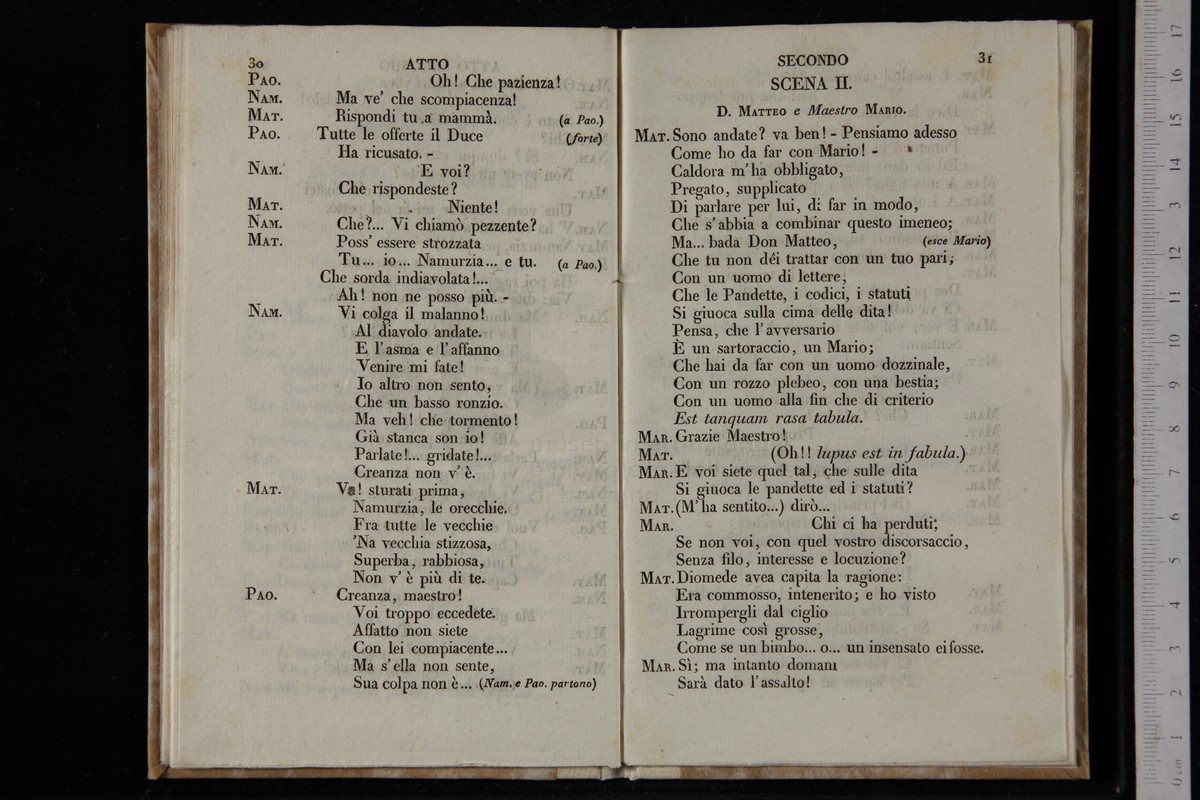 30 ATTO
PAO. Oh! Che pazienza!
NAM. Ma ve' che scompiacenza!
MAT. Rispondi tu a mammà. (a Pao.)
PAO. Tutte le offerte il Duce (forte)
Ha ricusato. -
NAM. E voi?
Che rispondeste?
MAT. Niente!
NAM. Che?... Vi chiamò pezzente?
MAT. Poss' essere strozzata
Tu... io... Namurzia... e tu. (a Pao.)
Che sorda indiavolata!...
Ah! non ne posso più. -
NAM. Vi colga il malanno!
Al diavolo andate.
E l'asma e l'affanno
Venire mi fate!
Io altro non sento,
Che un basso ronzio.
Ma veh! che tormento!
Già stanca son io!
Parlate!... gridate!...
Creanza non v' è.
MAT. Va! sturati prima,
Namurzia, le orecchie.
Fra tutte le vecchie
'Na vecchia stizzosa,
Superba, rabbiosa,
Non v' è più di te.
PAO. Creanza, maestro!
Voi troppo eccedete.
Affatto non siete
Con lei compiacente...
Ma s'ella non sente,
Sua colpa non è... (Nam. e Pao. partono)
SECONDO 31
SCENA II.
D. MATTEO e Maestro MARIO.
MAT. Sono andate? va ben! - Pensiamo adesso
Come ho da far con Mario! -
Caldora m'ha obbligato,
Pregato, supplicato
Di parlare per lui, di far in modo,
Che s'abbia a combinar questo imeneo;
Ma... bada Don Matteo, (esce Mario)
Che tu non déi trattar con un tuo pari;
Con un uomo di lettere,
Che le Pandette, i codici, i statuti
Si giuoca sulla cima delle dita!
Pensa, che l'avversario
È un sartoraccio, un Mario;
Che hai da far con un uomo dozzinale,
Con un rozzo plebeo, con una bestia;
Con un uomo alla fin che di criterio
Est tanquam rasa tabula.
MAR. Grazie Maestro!
MAT. (Oh!! lupus est in fabula.)
MAR. E voi siete quel tal, che sulle dita
Si giuoca le pandette ed i statuti?
MAT. (M'ha sentito...) dirò...
MAR. Chi ci ha perduti;
Se non voi, con quel vostro discorsaccio,
Senza filo, interesse e locuzione?
MAT. Diomede avea capita la ragione:
Era commosso, intenerito; e ho visto
Irrompergli dal ciglio
Lagrime così grosse,
Come se un bimbo... o... un insensato ei fosse.
MAR. Sì; ma intanto domani
Sarà dato l'assalto!